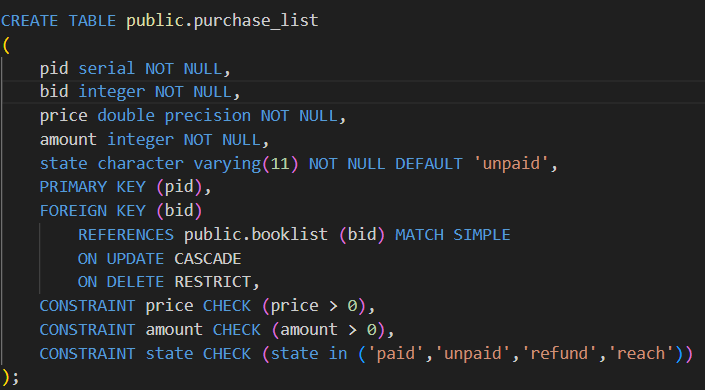 CREATE TABLE public.purchase_list
(
    pid serial NOT NULL,
    bid integer NOT NULL,
    price double precision NOT NULL,
    amount integer NOT NULL,
    state character varying(11) NOT NULL DEFAULT 'unpaid',
    PRIMARY KEY (pid),
    FOREIGN KEY (bid)
        REFERENCES public.booklist (bid) MATCH SIMPLE
        ON UPDATE CASCADE
        ON DELETE RESTRICT,
    CONSTRAINT price CHECK (price > 0),
    CONSTRAINT amount CHECK (amount > 0),
    CONSTRAINT state CHECK (state in ('paid','unpaid','refund','reach'))
);